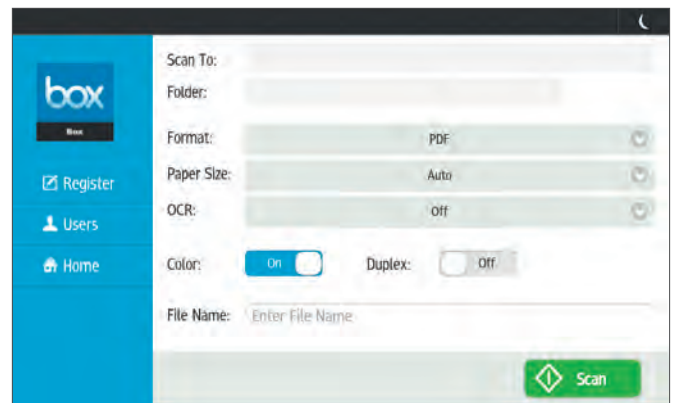 box
Box
Register
Users
Home
Scan To:
Folder:
Format: PDF
Paper Size: Auto
OCR: Off
Color: On Duplex: Off
File Name: Enter File Name
Scan